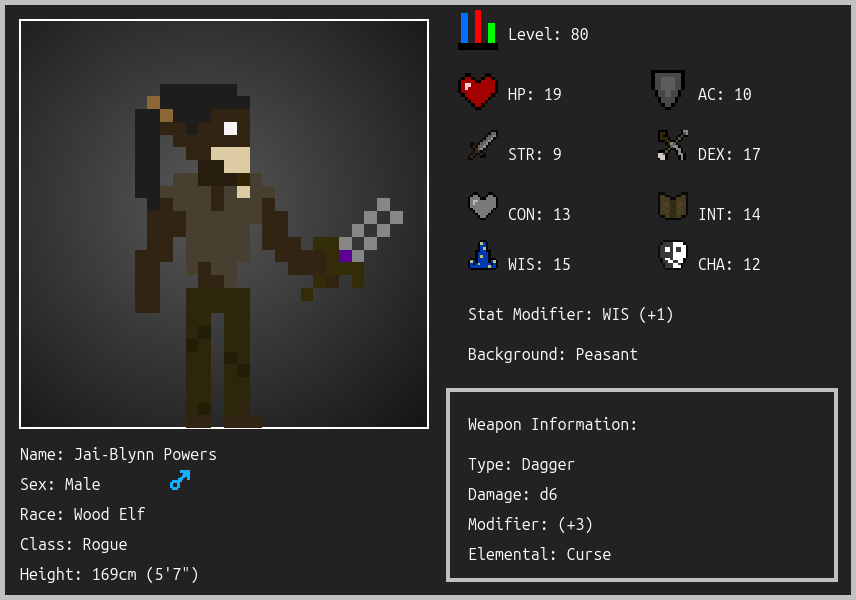 Level: 80
HP: 19
AC: 10
STR: 9
DEX: 17
CON: 13
INT: 14
WIS: 15
CHA: 12
Stat Modifier: WIS (+1)
Background: Peasant
Weapon Information:
Type: Dagger
Damage: d6
Modifier: (+3)
Elemental: Curse
Name: Jai-Blynn Powers
Sex: Male
Race: Wood Elf
Class: Rogue
Height: 169cm (5'7")